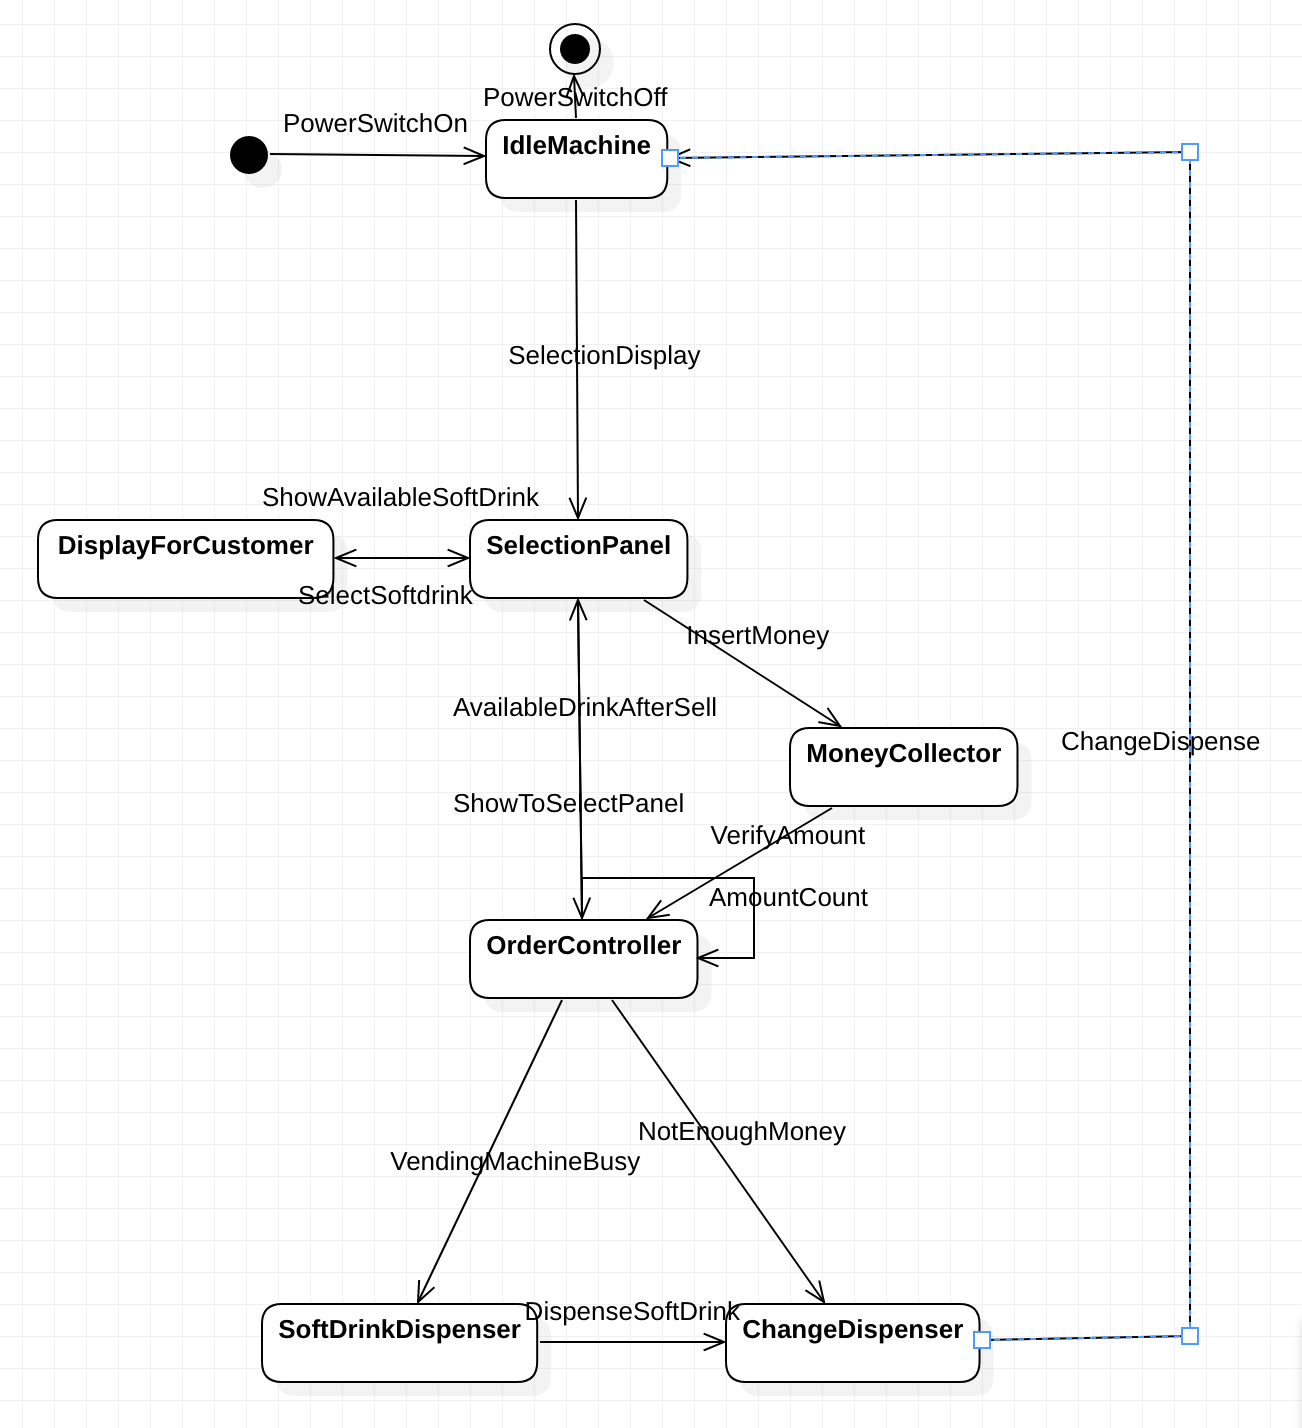 PowerSwitchOff
PowerSwitchOn
IdleMachine
SelectionDisplay
ShowAvailableSoftDrink
DisplayForCustomer
SelectionPanel
SelectSoftdrink
InsertMoney
AvailableDrinkAfterSell
MoneyCollector
ChangeDispense
ShowToSelectPanel
VerifyAmount
AmountCount
OrderController
NotEnoughMoney
VendingMachineBusy
DispenseSoftDrink
SoftDrinkDispenser
ChangeDispenser